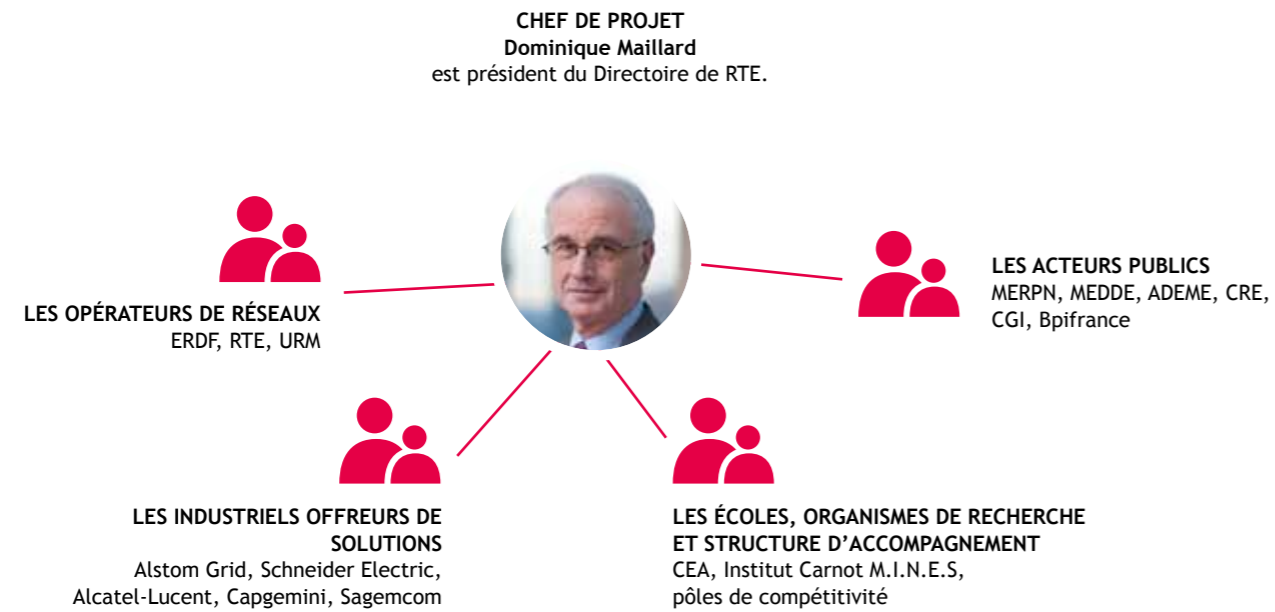 CHEF DE PROJET
Dominique Maillard
est président du Directoire de RTE.
LES OPÉRATEURS DE RÉSEAUX
ERDF, RTE, URM
LES ACTEURS PUBLICS
MERPN, MEDDE, ADEME, CRE,
CGI, Bpifrance
LES INDUSTRIELS OFFREURS DE
SOLUTIONS
Alstom Grid, Schneider Electric,
Alcatel-Lucent, Capgemini, Sagemcom
LES ÉCOLES, ORGANISMES DE RECHERCHE
ET STRUCTURE D’ACCOMPAGNEMENT
CEA, Institut Carnot M.I.N.E.S,
pôles de compétitivité